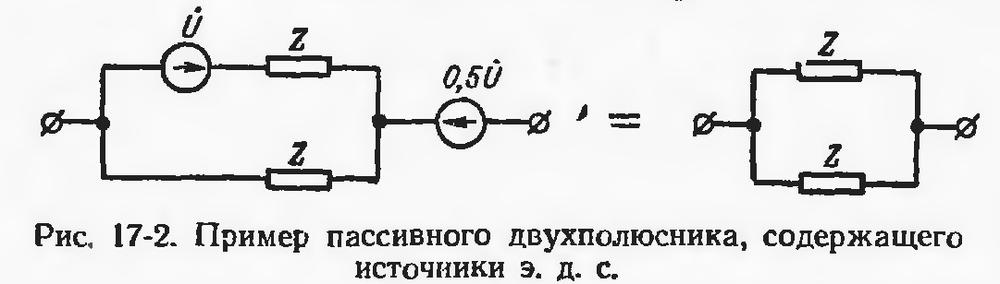 U̇
Z
Z
0,5U̇
Z
=
Z
Рис. 17-2. Пример пассивного двухполюсника, содержащего
источники э. д. с.